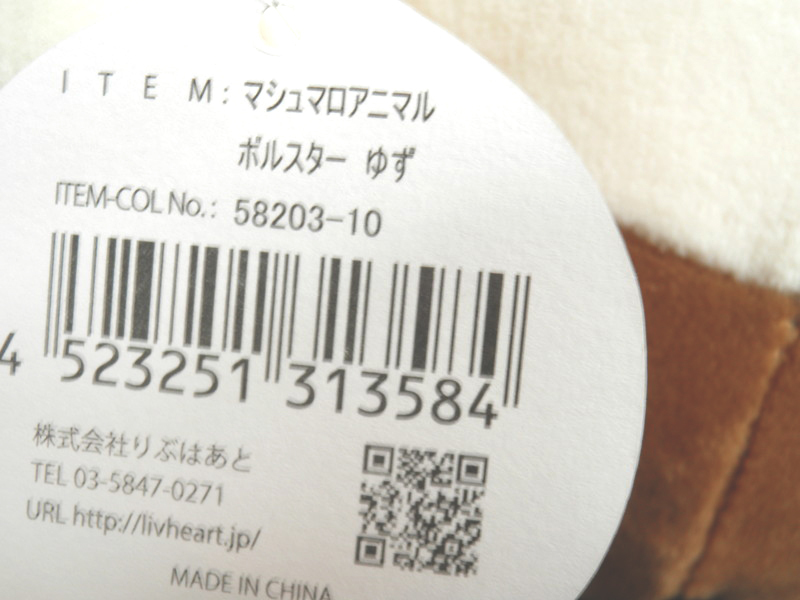 ITEM: マシュマロアニマル
ボルスター ゆず
ITEM-COL No.: 58203-10
4 523251 313584
株式会社りぶはあと
TEL 03-5847-0271
URL http://livheart.jp/
MADE IN CHINA